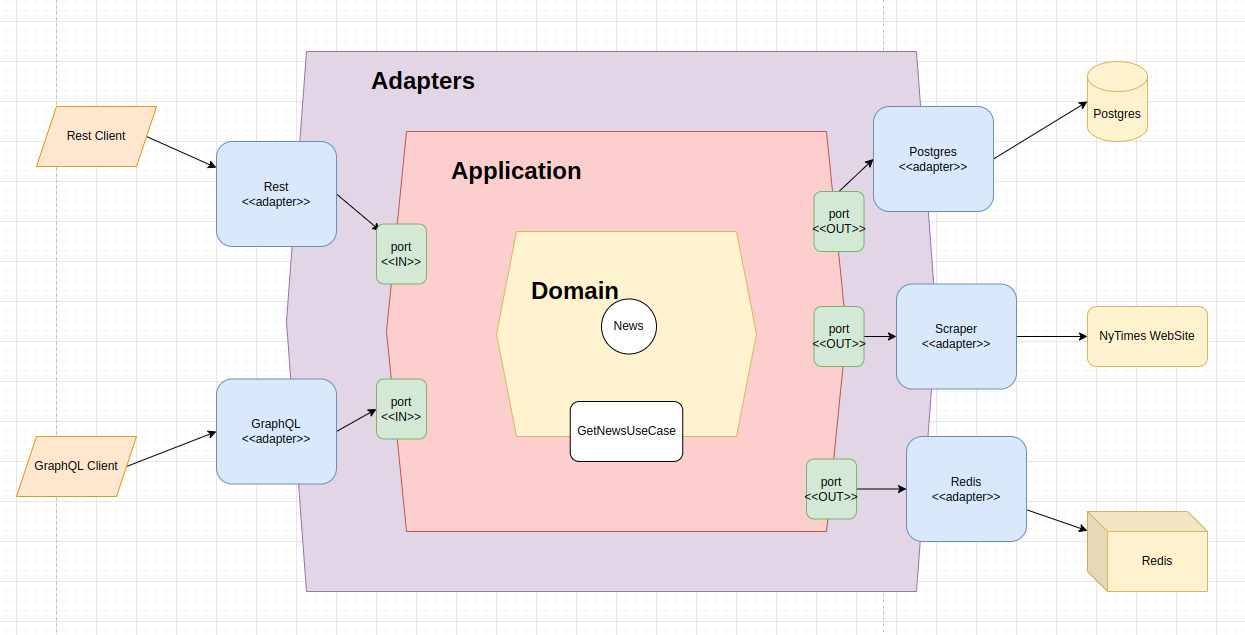 Adapters
Application
Domain
News
GetNewsUseCase
Rest Client
Rest
<<adapter>>
port
<<IN>>
GraphQL Client
GraphQL
<<adapter>>
port
<<IN>>
port
<<OUT>>
Postgres
<<adapter>>
Postgres
port
<<OUT>>
Scraper
<<adapter>>
NyTimes WebSite
port
<<OUT>>
Redis
<<adapter>>
Redis